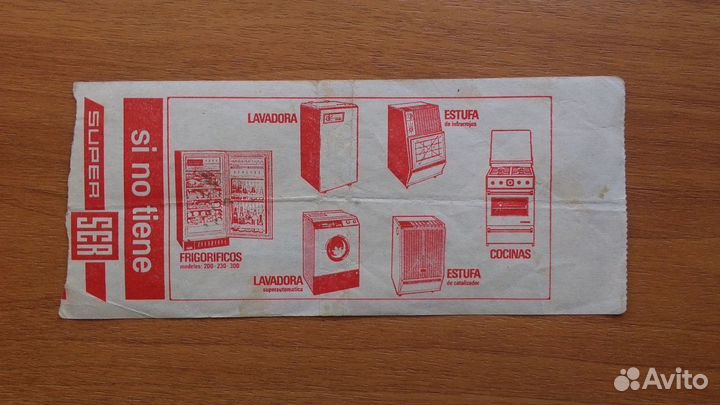 SUPER
SER
si no tiene
LAVADORA
ESTUFA
de infrarrojos
FRIGORIFICOS
modelos: 200 - 230 - 300
LAVADORA
superautomatica
ESTUFA
de catalizador
COCINAS
Avito